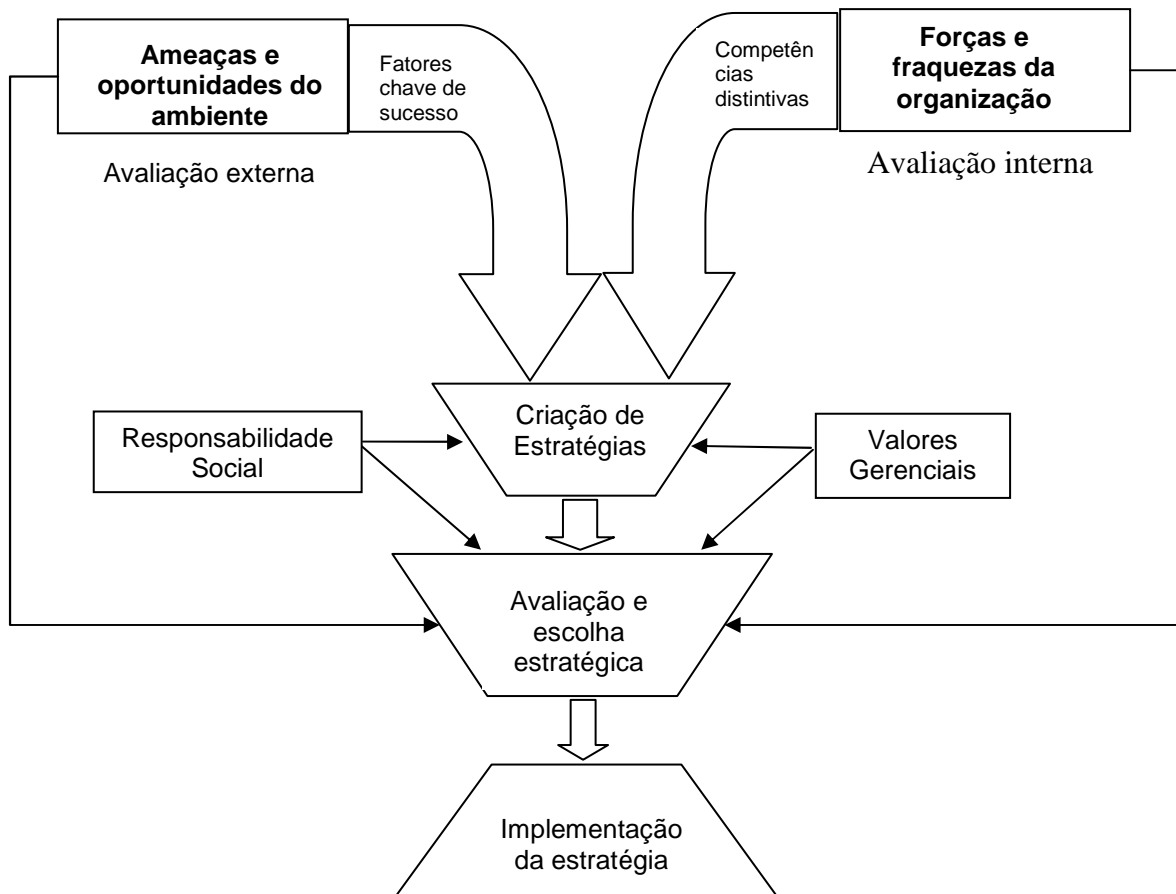 Ameaças e
oportunidades do
ambiente
Fatores
chave de
sucesso
Competên
cias
distintivas
Forças e
fraquezas da
organização
Avaliação externa
Avaliação interna
Criação de
Estratégias
Responsabilidade
Social
Valores
Gerenciais
Avaliação e
escolha
estratégica
Implementação
da estratégia